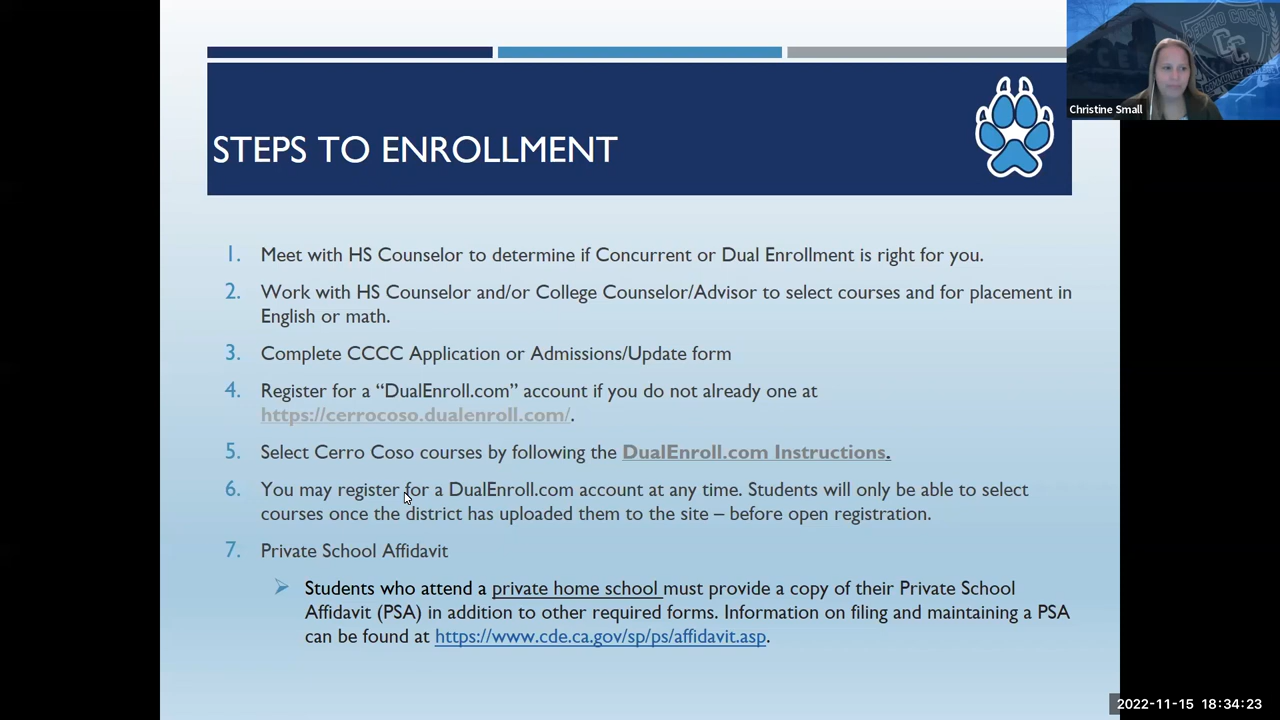 STEPS TO ENROLLMENT
Christine Small
1. Meet with HS Counselor to determine if Concurrent or Dual Enrollment is right for you.
2. Work with HS Counselor and/or College Counselor/Advisor to select courses and for placement in
English or math.
3. Complete CCCC Application or Admissions/Update form
4. Register for a “DualEnroll.com” account if you do not already one at
https://cerrocoso.dualenroll.com/.
5. Select Cerro Coso courses by following the DualEnroll.com Instructions.
6. You may register for a DualEnroll.com account at any time. Students will only be able to select
courses once the district has uploaded them to the site – before open registration.
7. Private School Affidavit
Students who attend a private home school must provide a copy of their Private School
Affidavit (PSA) in addition to other required forms. Information on filing and maintaining a PSA
can be found at https://www.cde.ca.gov/sp/ps/affidavit.asp.
2022-11-15 18:34:23